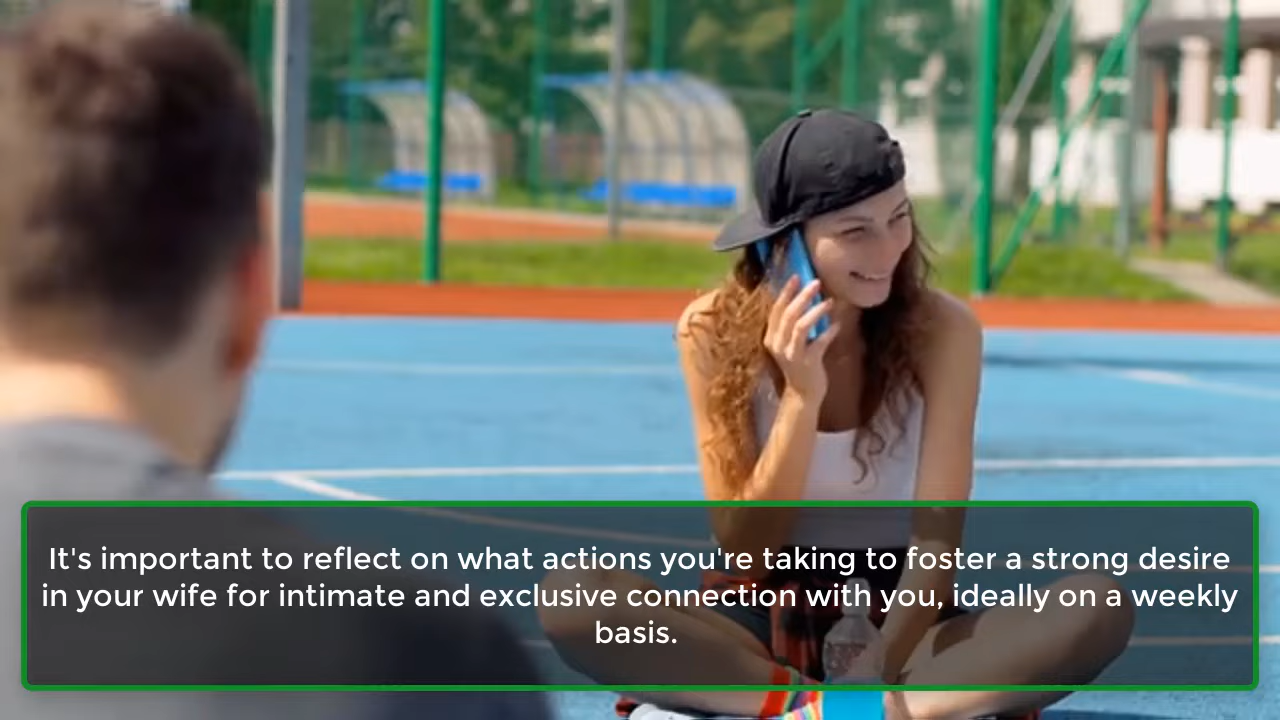 It's important to reflect on what actions you're taking to foster a strong desire
in your wife for intimate and exclusive connection with you, ideally on a weekly
basis.